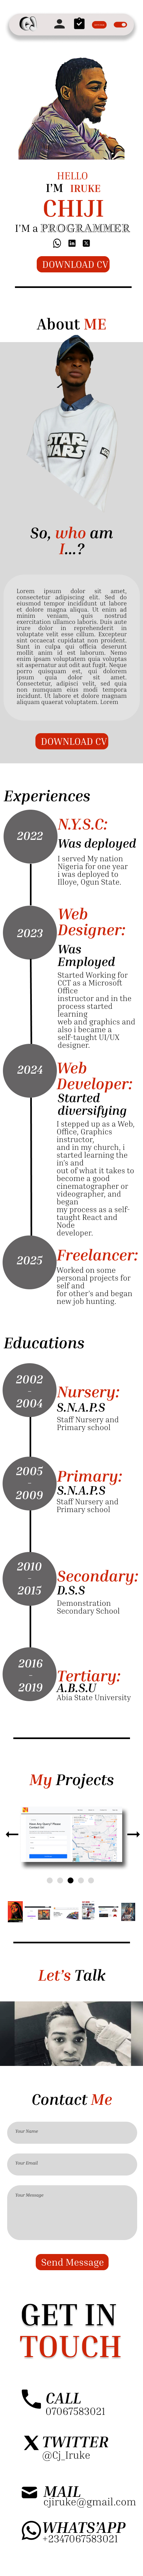 HELLO
I'M IRUKE
CHIJI
I'M a PROGRAMMER
DOWNLOAD CV
About ME
STAR
WARS
So, who am
I...?
Lorem ipsum dolor sit amet,
consectetur adipiscing elit. Sed do
eiusmod tempor incididunt ut labore
et dolore magna aliqua. Ut enim ad
minim veniam, quis nostrud
exercitation ullamco laboris. Duis aute
irure dolor in reprehenderit in
voluptate velit esse cillum. Excepteur
sint occaecat cupidatat non proident.
Sunt in culpa qui officia deserunt
mollit anim id est laborum. Nemo
enim ipsam voluptatem quia voluptas
sit aspernatur aut odit aut fugit. Neque
porro quisquam est, qui dolorem
ipsum quia dolor sit amet.
Consectetur, adipisci velit, sed quia
non numquam eius modi tempora
incidunt. Ut labore et dolore magnam
aliquam quaerat voluptatem. Lorem
DOWNLOAD CV
Experiences
2022
N.Y.S.C:
Was deployed
I served My nation
Nigeria for one year
i was deployed to
Illoye, Ogun State.
2023
Web
Designer:
Was
Employed
Started Working for
CCT as a Microsoft
Office
instructor and in the
process started
learning
web and graphics and
also i became a
self-taught UI/UX
designer.
2024
Web
Developer:
Started
diversifying
I stepped up as a Web,
Office, Graphics
instructor,
and in my church, i
started learning the
in's and
out of what it takes to
become a good
cinematographer or
videographer, and
began
my process as a self-
taught React and
Node
developer.
2025
Freelancer:
Worked on some
personal projects for
self and
for other's and began
new job hunting.
Educations
2002
-
2004
Nursery:
S.N.A.P.S
Staff Nursery and
Primary school
2005
-
2009
Primary:
S.N.A.P.S
Staff Nursery and
Primary school
2010
-
2015
Secondary:
D.S.S
Demonstration
Secondary School
2016
-
2019
Tertiary:
A.B.S.U
Abia State University
My Projects
Let's Talk
Contact Me
Your Name
Your Email
Your Message
Send Message
GET IN
TOUCH
CALL
07067583021
TWITTER
@Cj_Iruke
MAIL
cjiruke@gmail.com
WHATS'APP
+2347067583021